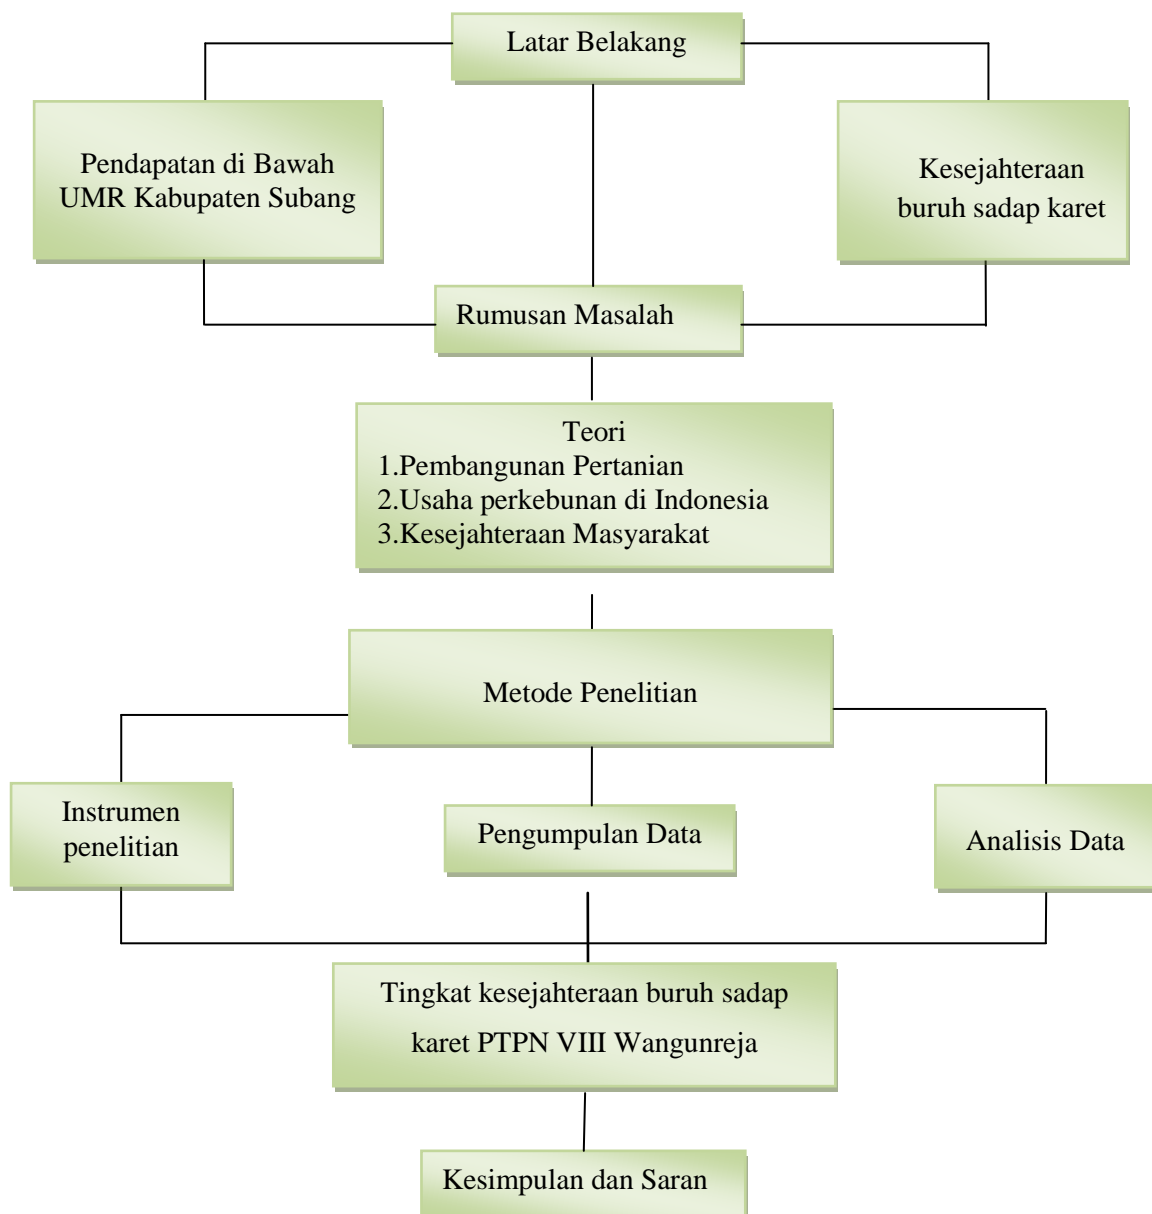 Latar Belakang
Pendapatan di Bawah
UMR Kabupaten Subang
Kesejahteraan
buruh sadap karet
Rumusan Masalah
Teori
1.Pembangunan Pertanian
2.Usaha perkebunan di Indonesia
3.Kesejahteraan Masyarakat
Metode Penelitian
Instrumen
penelitian
Pengumpulan Data
Analisis Data
Tingkat kesejahteraan buruh sadap
karet PTPN VIII Wangunreja
Kesimpulan dan Saran